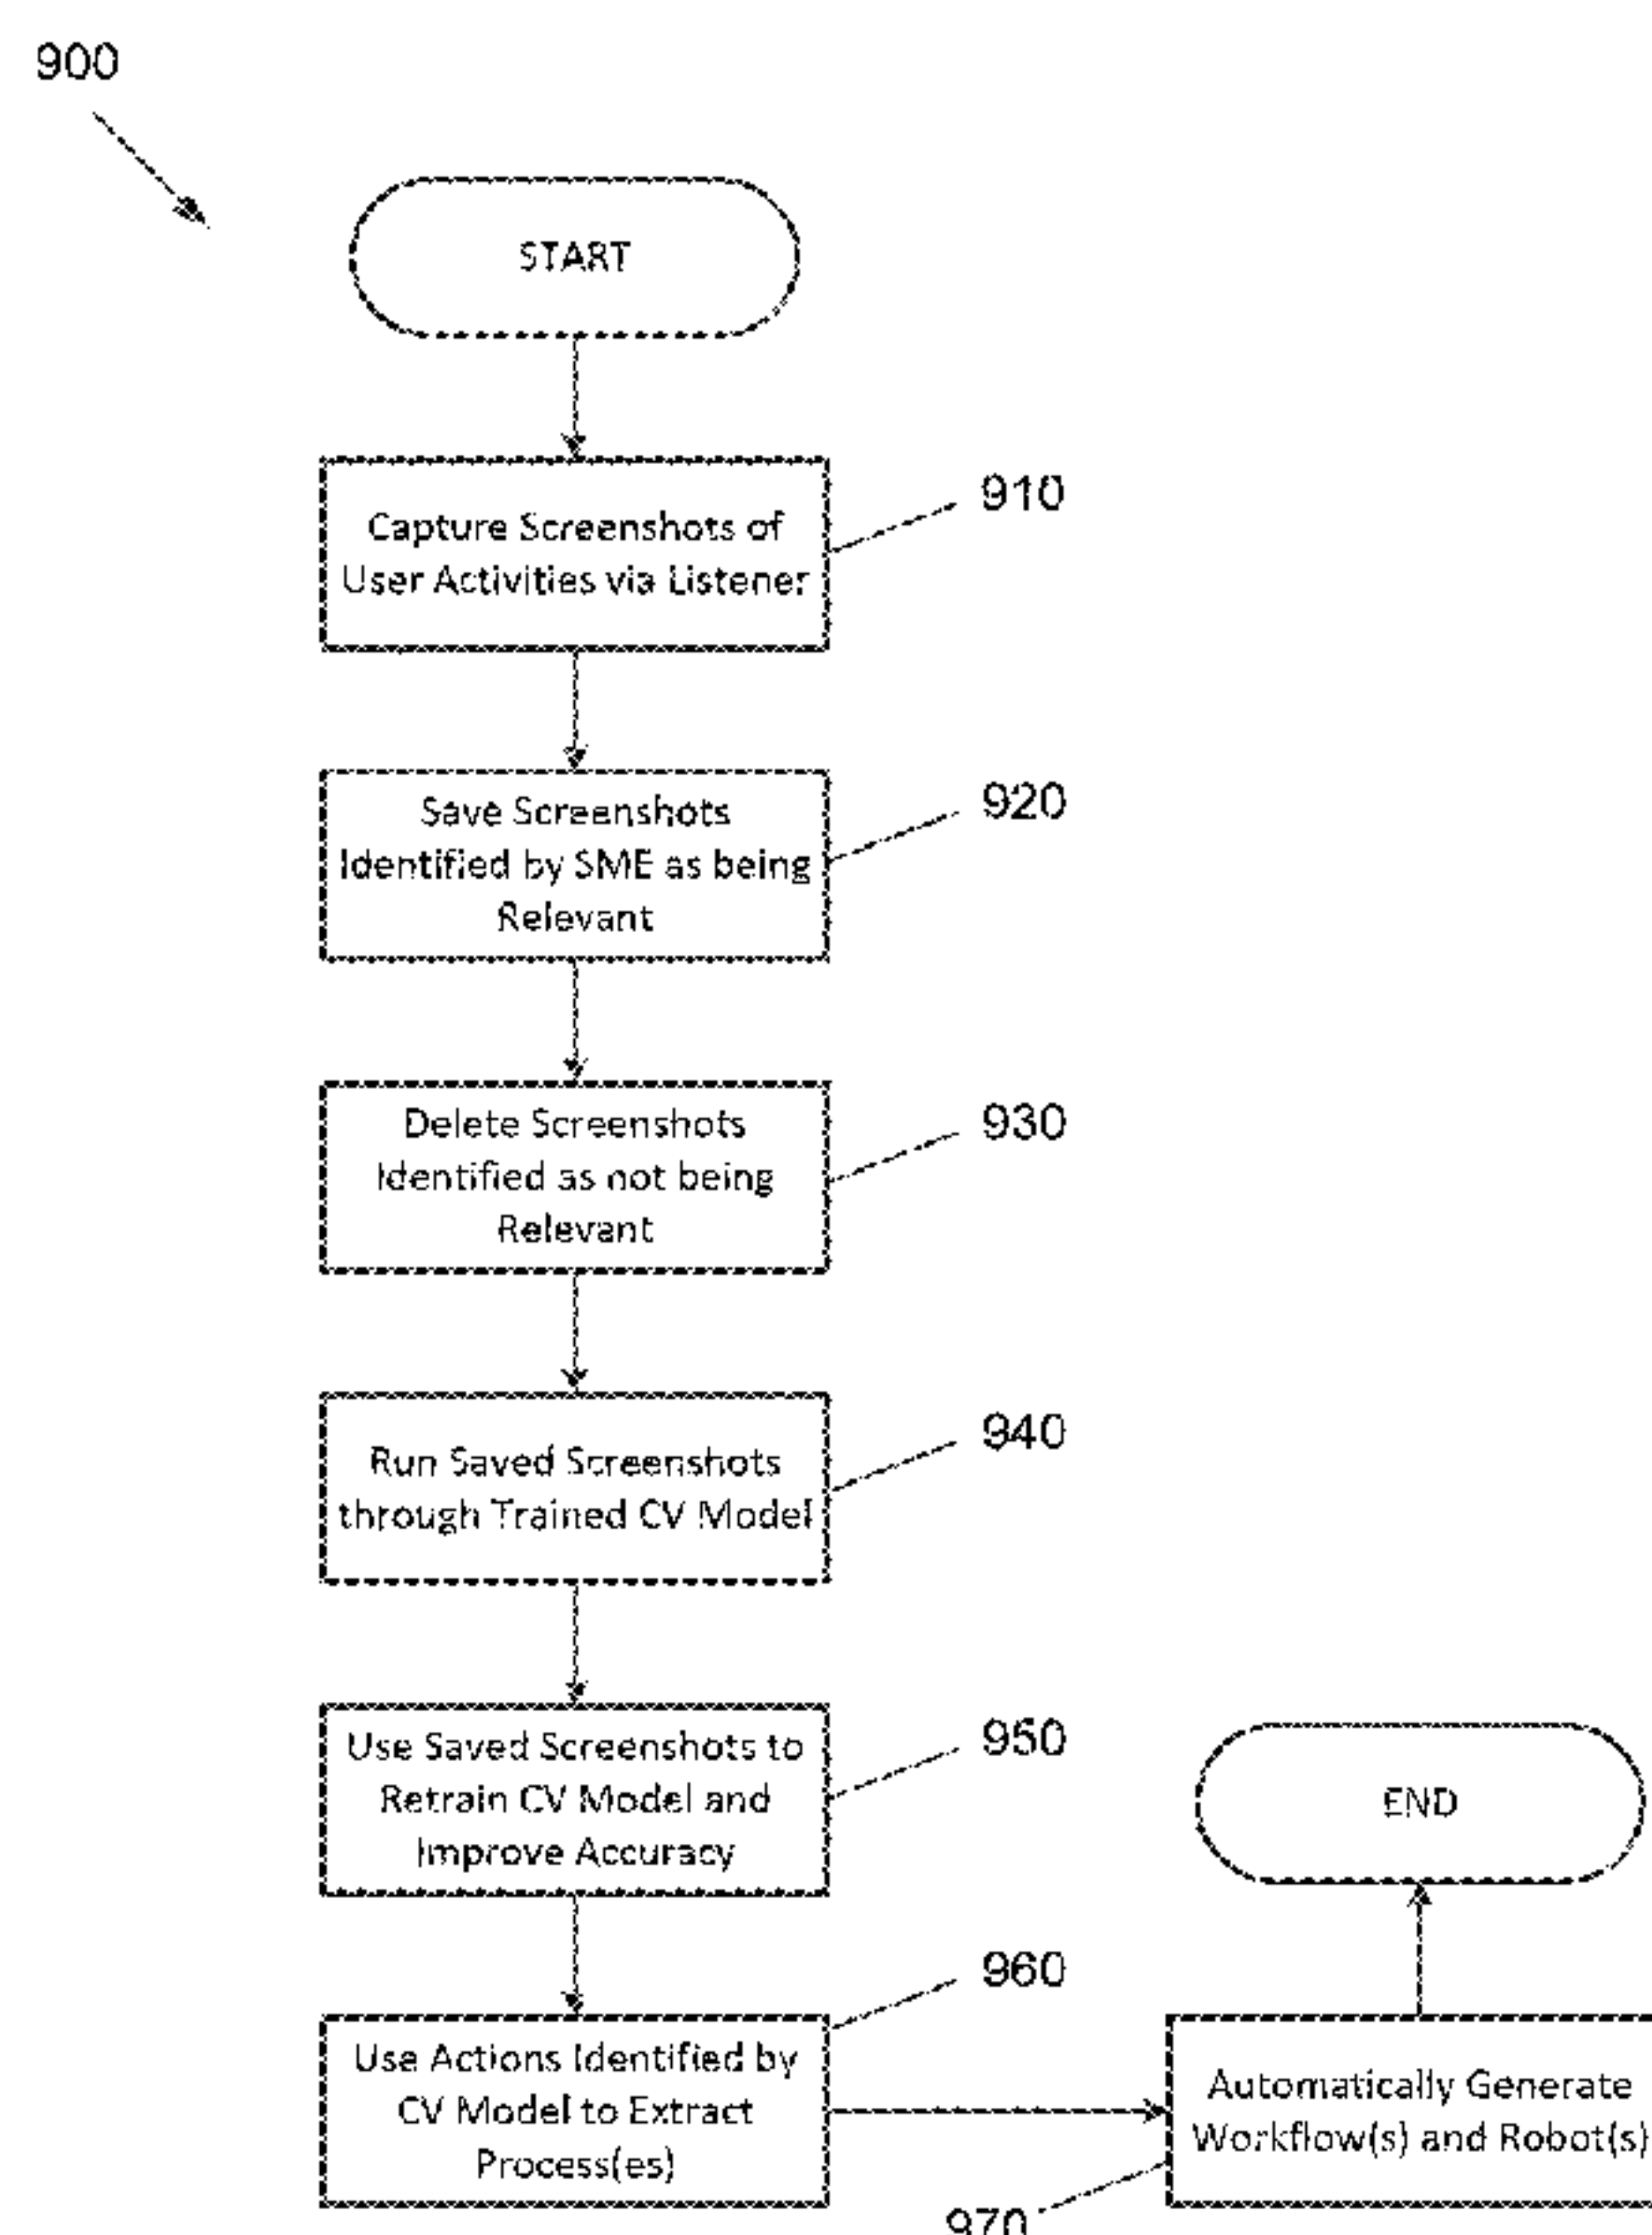 900
START
Capture Screenshots of
User Activities via Listener
910
Save Screenshots
Identified by SME as being
Relevant
920
Delete Screenshots
Identified as not being
Relevant
930
Run Saved Screenshots
through Trained CV Model
940
Use Saved Screenshots to
Retrain CV Model and
Improve Accuracy
950
Use Actions Identified by
CV Model to Extract
Process(es)
960
Automatically Generate
Workflow(s) and Robot(s)
970
END